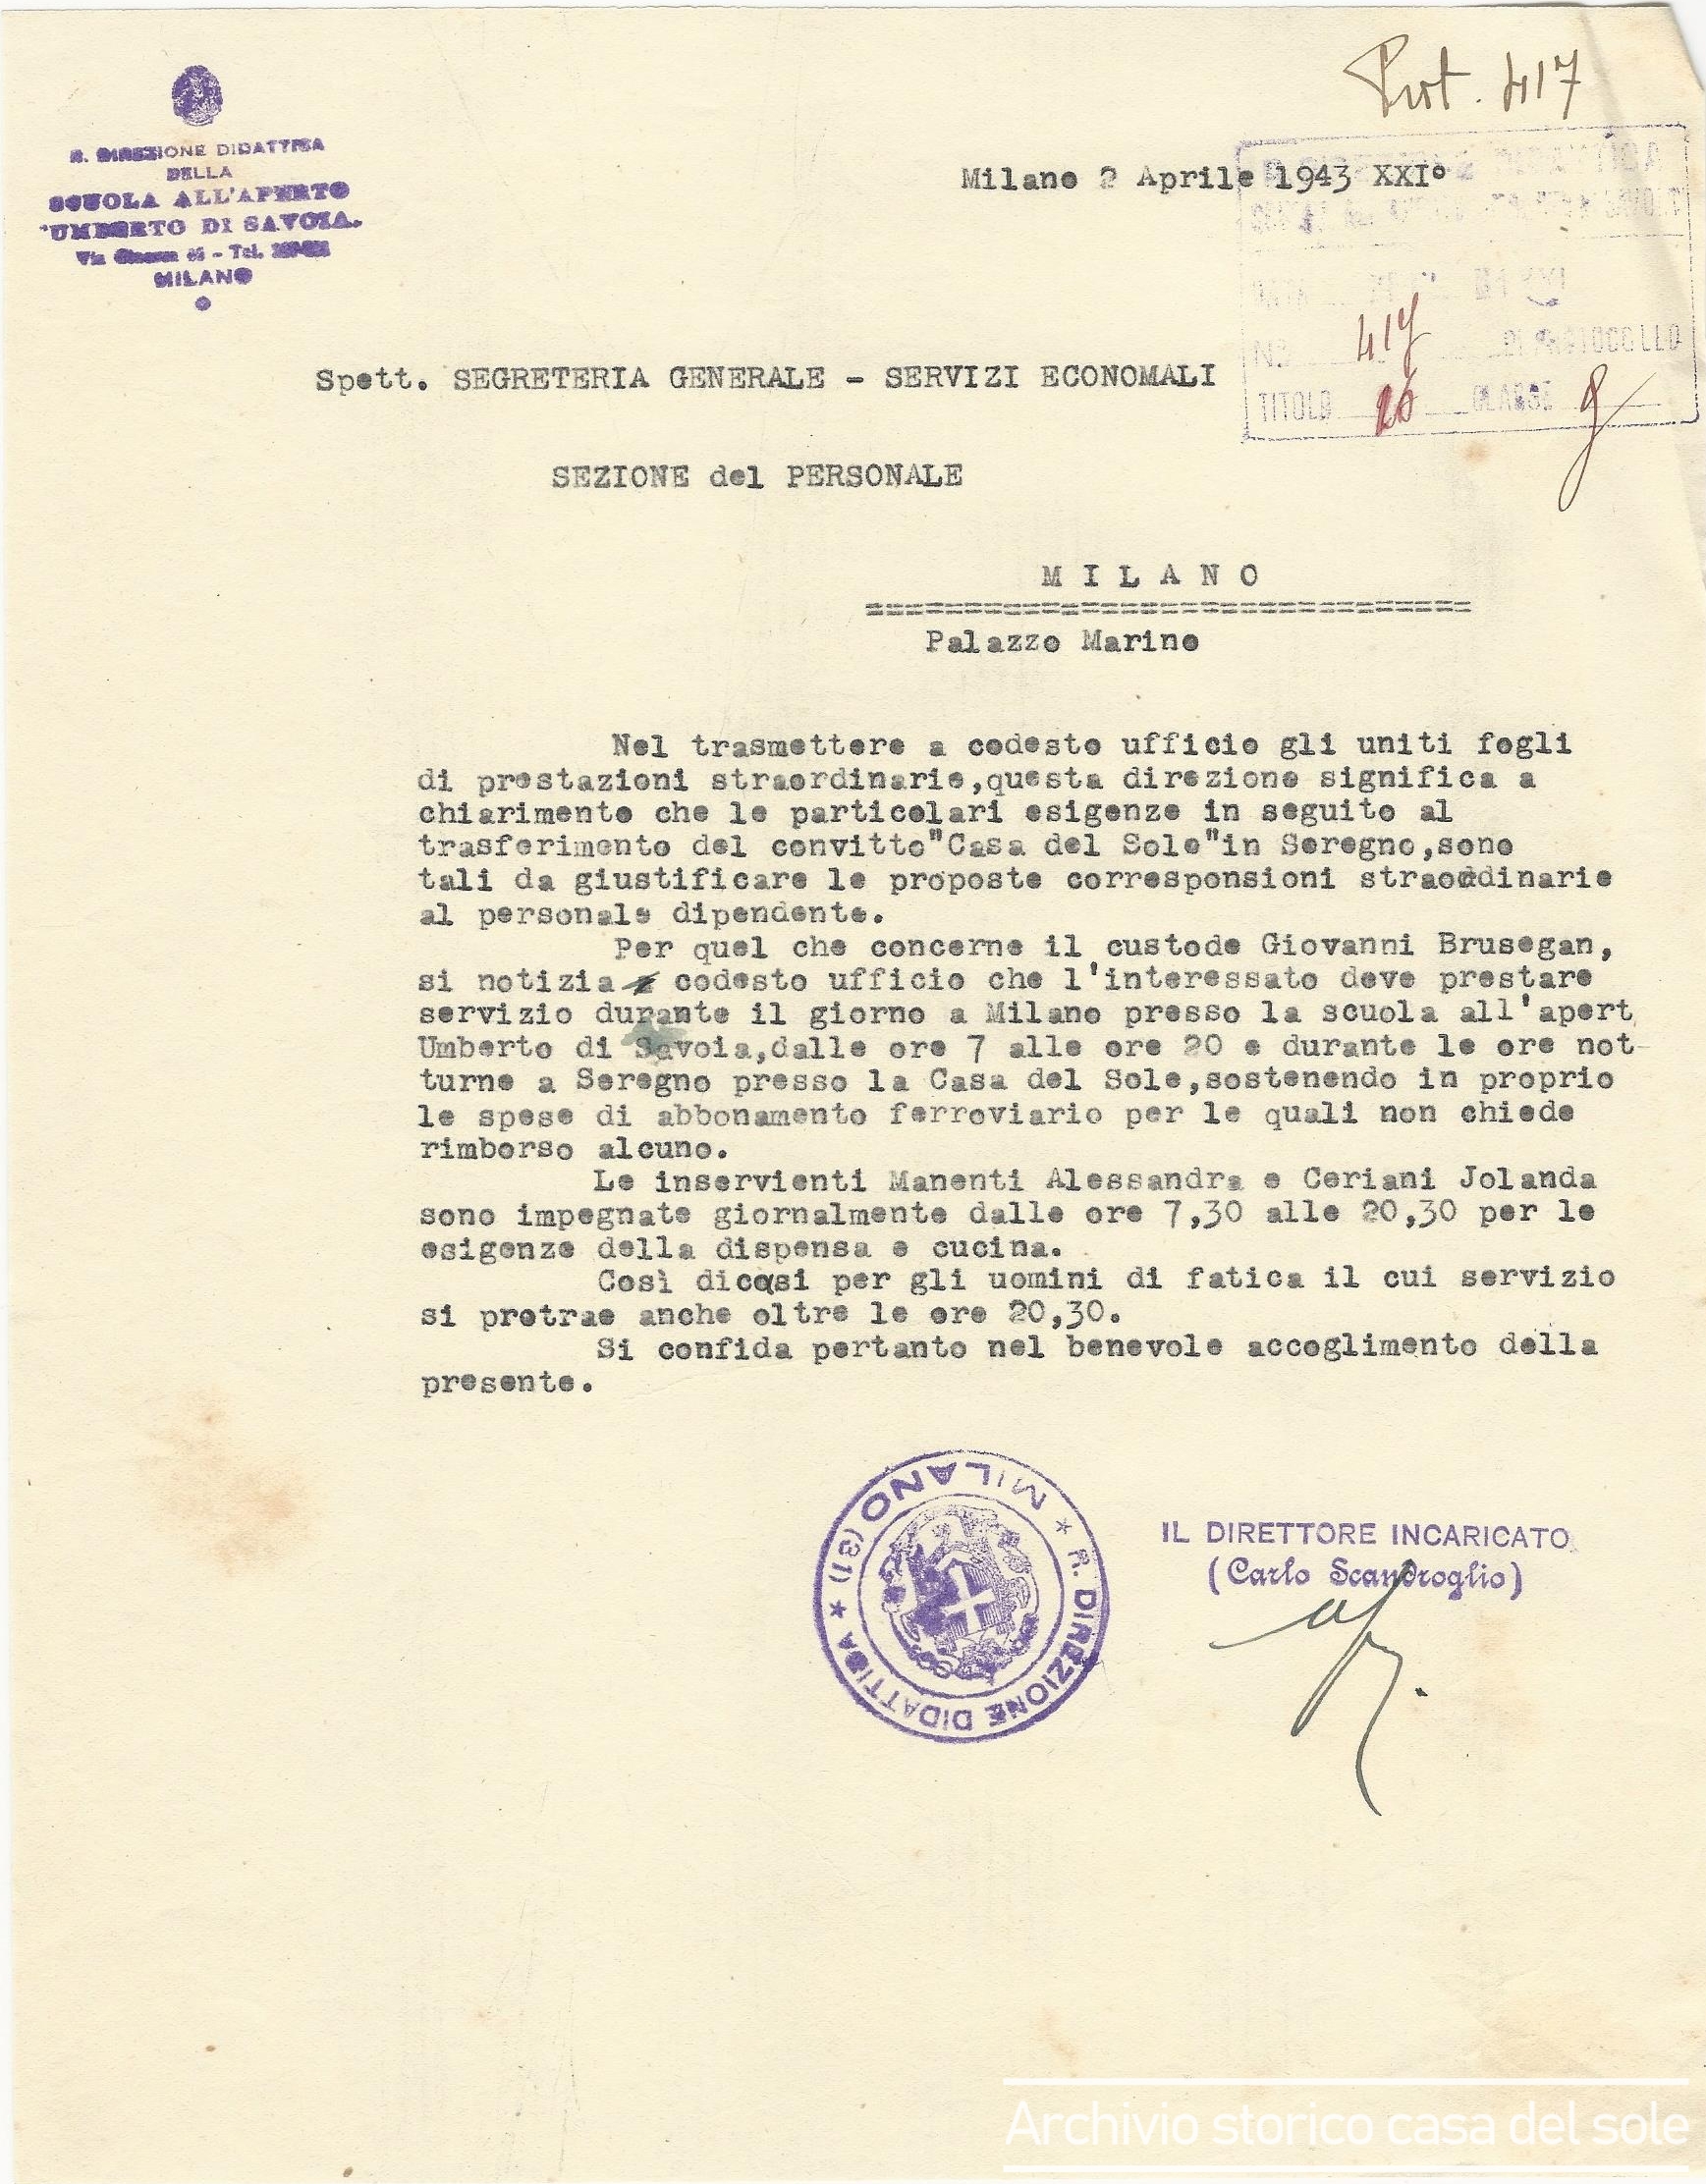 Prot. 417
R. DIREZIONE DIDATTICA
DELLA
SCUOLA ALL'APERTO
"UMBERTO DI SAVOIA.
Via - Tel.
MILANO
Milano 2 Aprile 1943 XXI°
N° 417 DI PROTOCOLLO
TITOLO CLASSE 8
Spett. SEGRETERIA GENERALE - SERVIZI ECONOMALI
SEZIONE del PERSONALE
M I L A N O
===============================
Palazzo Marino
Nel trasmettere a codesto ufficio gli uniti fogli
di prestazioni straordinarie,questa direzione significa a
chiarimento che le particolari esigenze in seguito al
trasferimento del convitto"Casa del Sole"in Seregno,sono
tali da giustificare le proposte corresponsioni straoddinarie
al personale dipendente.
Per quel che concerne il custode Giovanni Brusegan,
si notizia codesto ufficio che l'interessato deve prestare
servizio durante il giorno a Milano presso la scuola all'apert
Umberto di Savoia,dalle ore 7 alle ore 20 e durante le ore not-
turne a Seregno presso la Casa del Sole,sostenendo in proprio
le spese di abbonamento ferroviario per le quali non chiede
rimborso alcuno.
Le inservienti Manenti Alessandra e Ceriani Jolanda
sono impegnate giornalmente dalle ore 7,30 alle 20,30 per le
esigenze della dispensa e cucina.
Così dicasi per gli uomini di fatica il cui servizio
si protrae anche oltre le ore 20,30.
Si confida pertanto nel benevole accoglimento della
presente.
* R. DIREZIONE DIDATTICA * MILANO (31)
IL DIRETTORE INCARICATO
(Carlo Scandroglio)
Archivio storico casa del sole